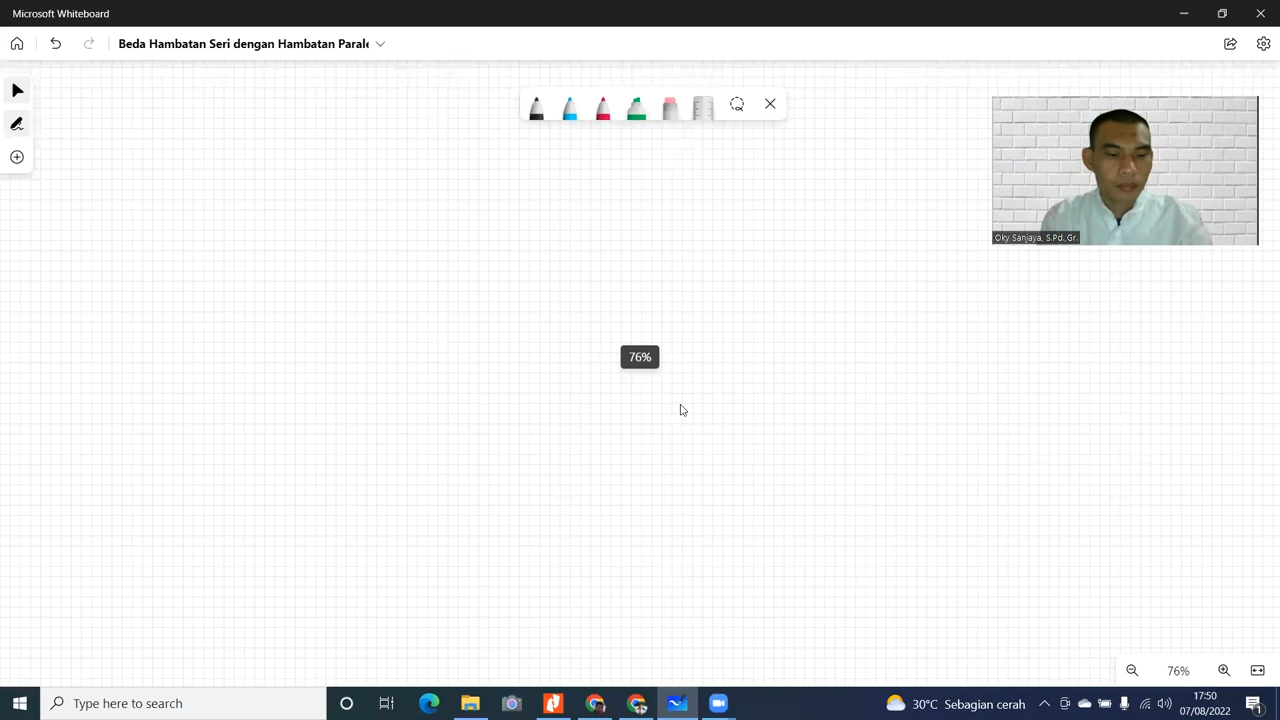 Microsoft Whiteboard
Beda Hambatan Seri dengan Hambatan Parale
Oky Sanjaya, S.Pd.,Gr.
76%
76%
Type here to search
30°C Sebagian cerah
17:50
07/08/2022
1